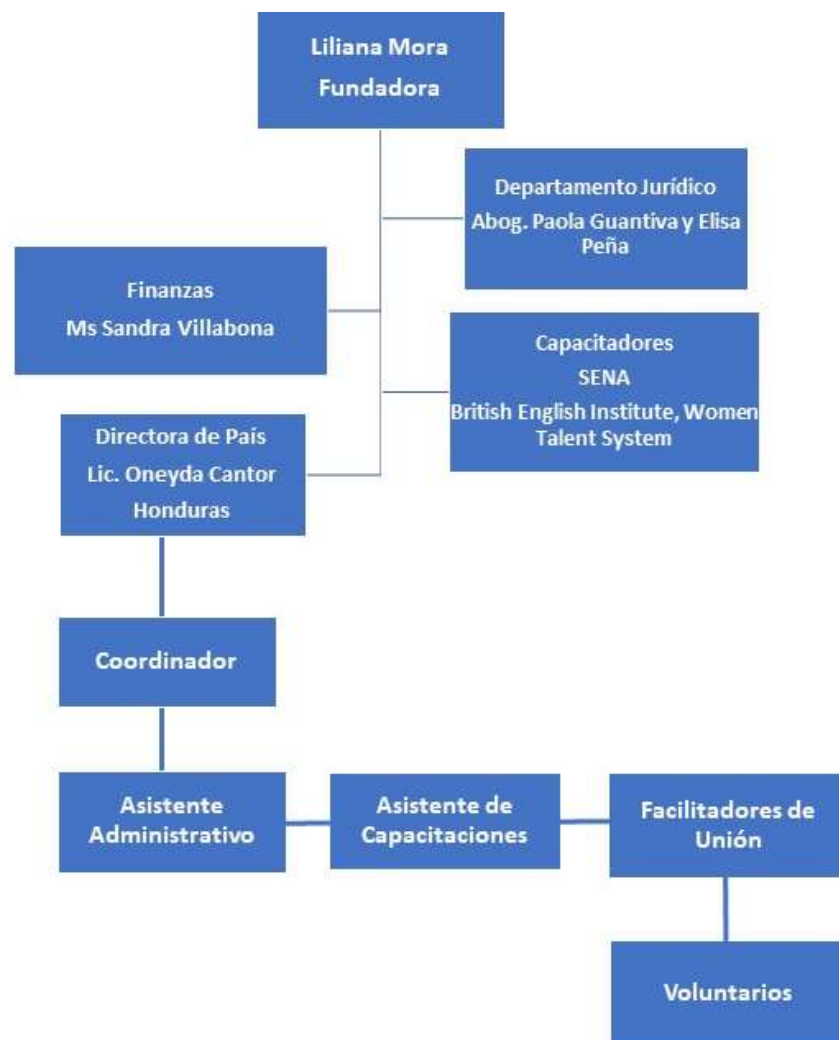 Liliana Mora
Fundadora
Departamento Jurídico
Abog. Paola Guantiva y Elisa
Peña
Finanzas
Ms Sandra Villabona
Capacitadores
SENA
British English Institute, Women
Talent System
Directora de País
Lic. Oneyda Cantor
Honduras
Coordinador
Asistente
Administrativo
Asistente de
Capacitaciones
Facilitadores de
Unión
Voluntarios